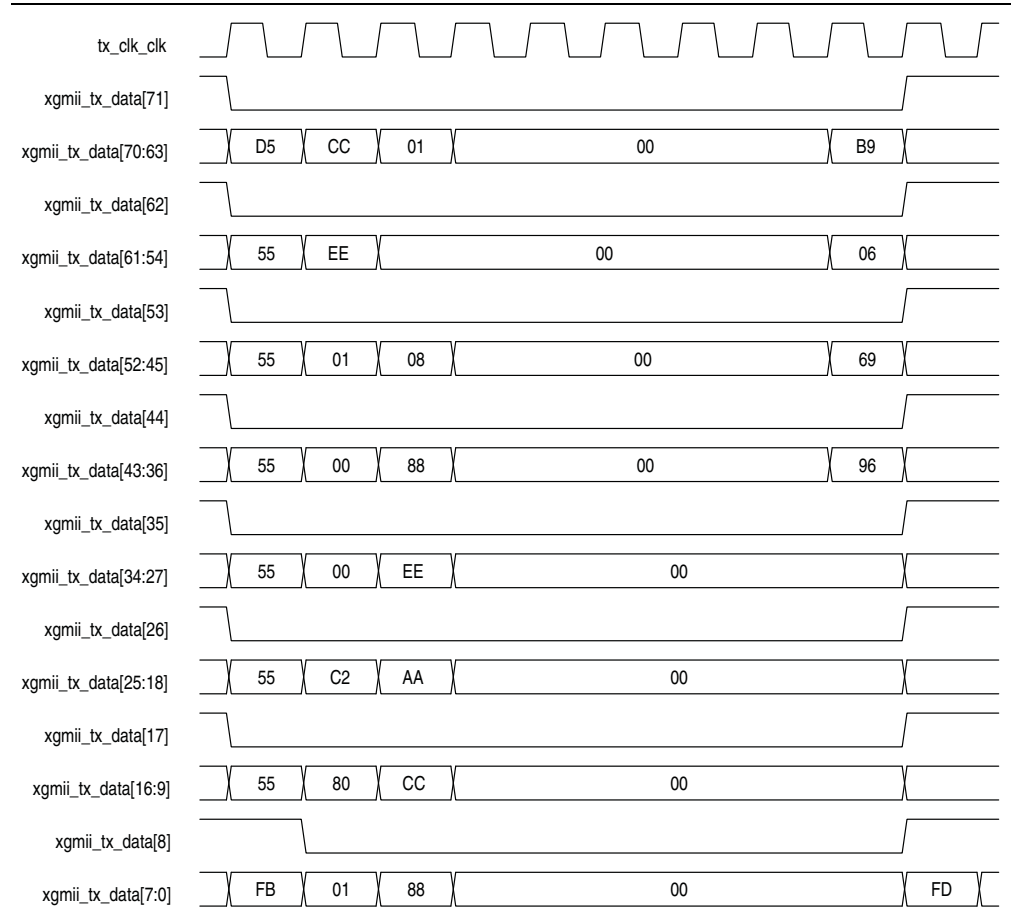 tx_clk_clk
xgmii_tx_data[71]
xgmii_tx_data[70:63] D5 CC 01 00 B9
xgmii_tx_data[62]
xgmii_tx_data[61:54] 55 EE 00 06
xgmii_tx_data[53]
xgmii_tx_data[52:45] 55 01 08 00 69
xgmii_tx_data[44]
xgmii_tx_data[43:36] 55 00 88 00 96
xgmii_tx_data[35]
xgmii_tx_data[34:27] 55 00 EE 00
xgmii_tx_data[26]
xgmii_tx_data[25:18] 55 C2 AA 00
xgmii_tx_data[17]
xgmii_tx_data[16:9] 55 80 CC 00
xgmii_tx_data[8]
xgmii_tx_data[7:0] FB 01 88 00 FD